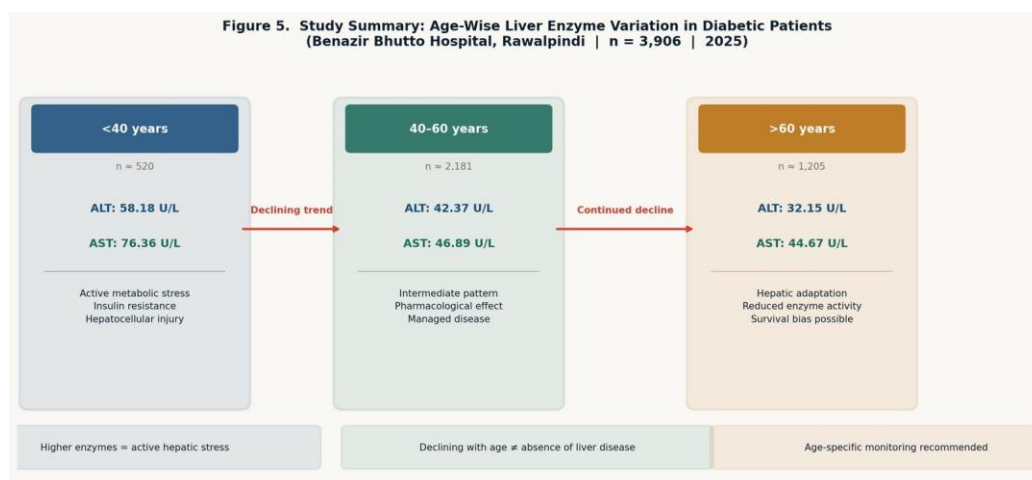 Figure 5.  Study Summary: Age-Wise Liver Enzyme Variation in Diabetic Patients
(Benazir Bhutto Hospital, Rawalpindi  |  n = 3,906  |  2025)
<40 years
n ≈ 520
ALT: 58.18 U/L
AST: 76.36 U/L
Active metabolic stress
Insulin resistance
Hepatocellular injury
Declining trend
40–60 years
n ≈ 2,181
ALT: 42.37 U/L
AST: 46.89 U/L
Intermediate pattern
Pharmacological effect
Managed disease
Continued decline
>60 years
n ≈ 1,205
ALT: 32.15 U/L
AST: 44.67 U/L
Hepatic adaptation
Reduced enzyme activity
Survival bias possible
Higher enzymes = active hepatic stress
Declining with age ≠ absence of liver disease
Age-specific monitoring recommended